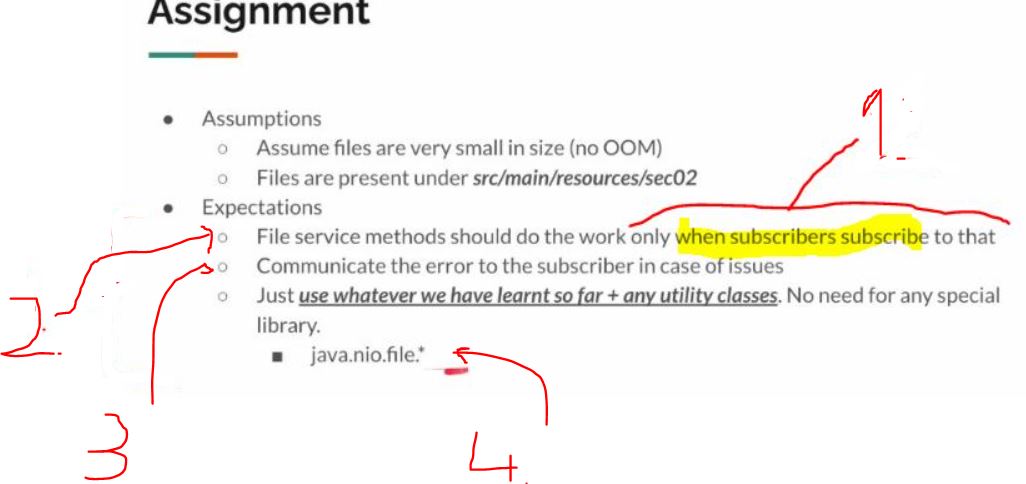 Assignment
● Assumptions
○ Assume files are very small in size (no OOM)
○ Files are present under src/main/resources/sec02
● Expectations
○ File service methods should do the work only when subscribers subscribe to that
○ Communicate the error to the subscriber in case of issues
○ Just use whatever we have learnt so far + any utility classes. No need for any special
library.
■ java.nio.file.*
1.
2.
3
4.